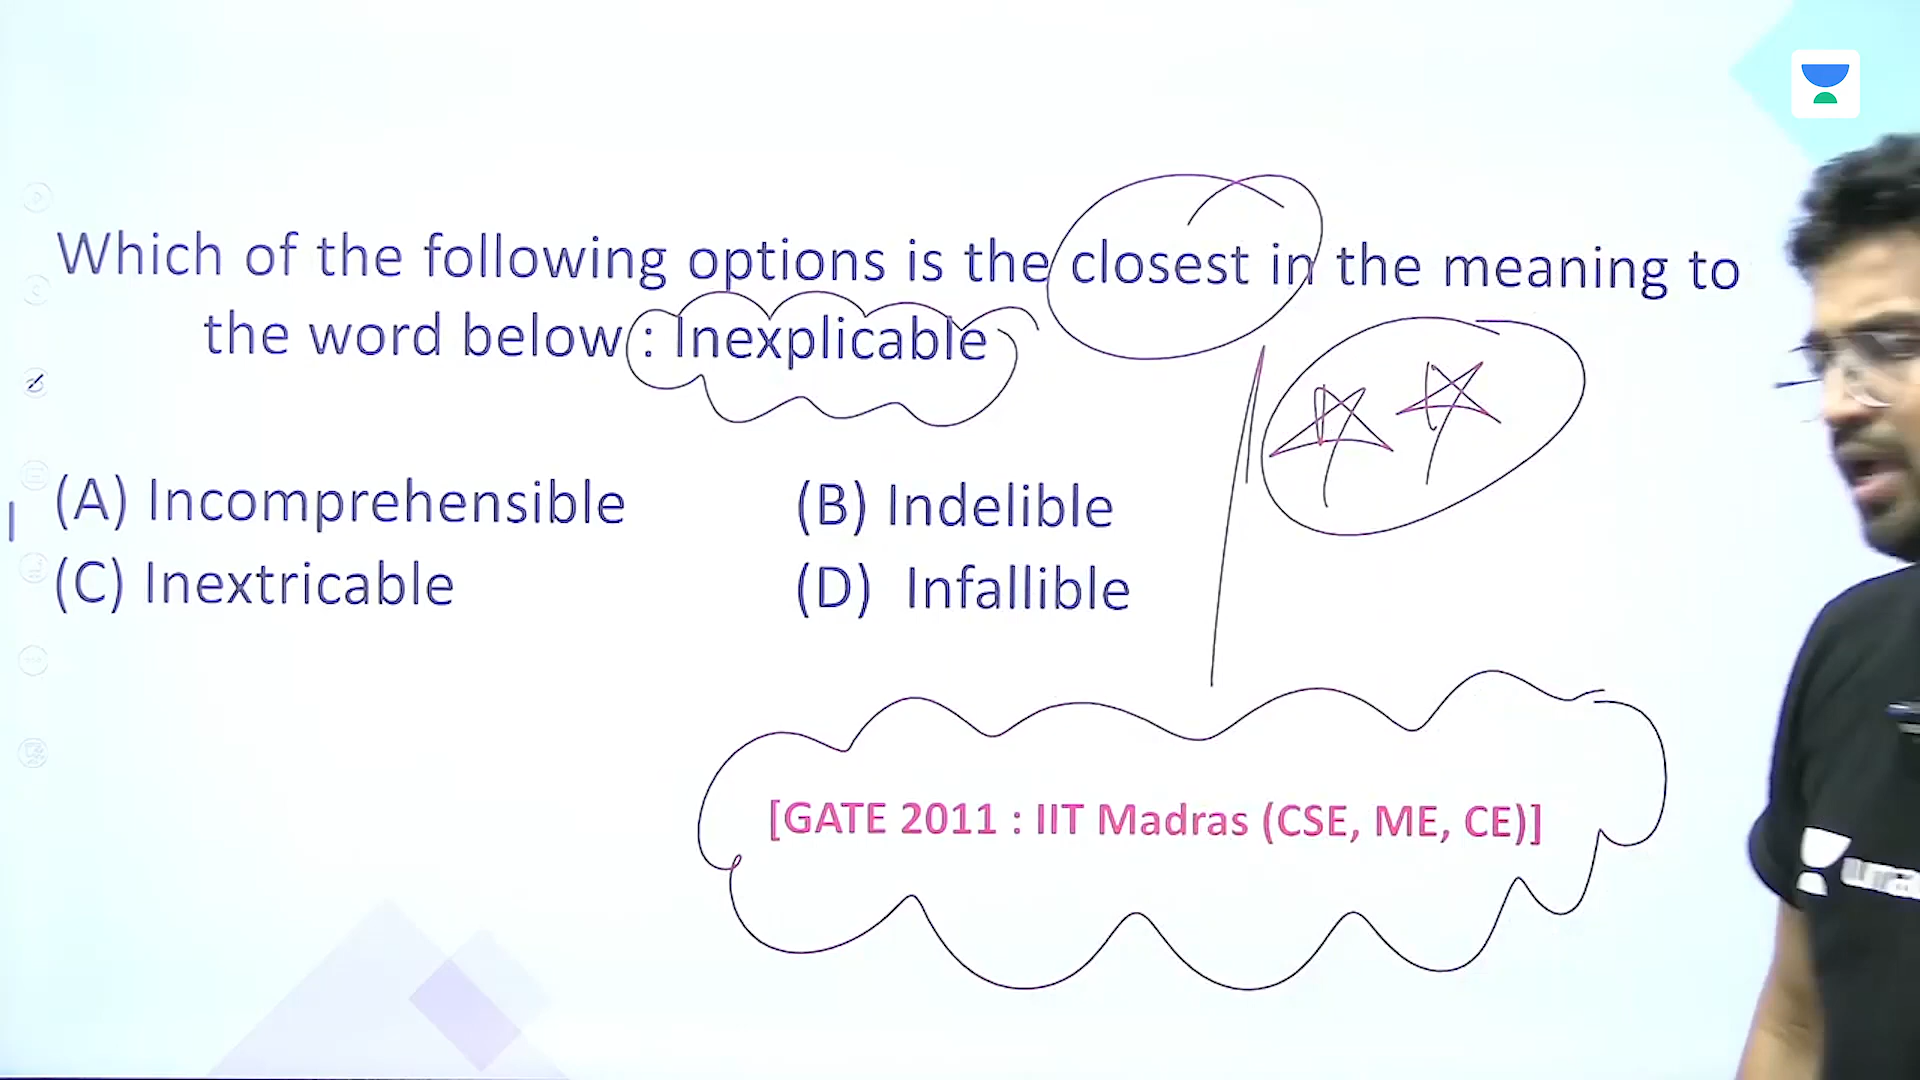 Which of the following options is the closest in the meaning to
the word below : Inexplicable
(A) Incomprehensible (B) Indelible
(C) Inextricable (D) Infallible
[GATE 2011 : IIT Madras (CSE, ME, CE)]